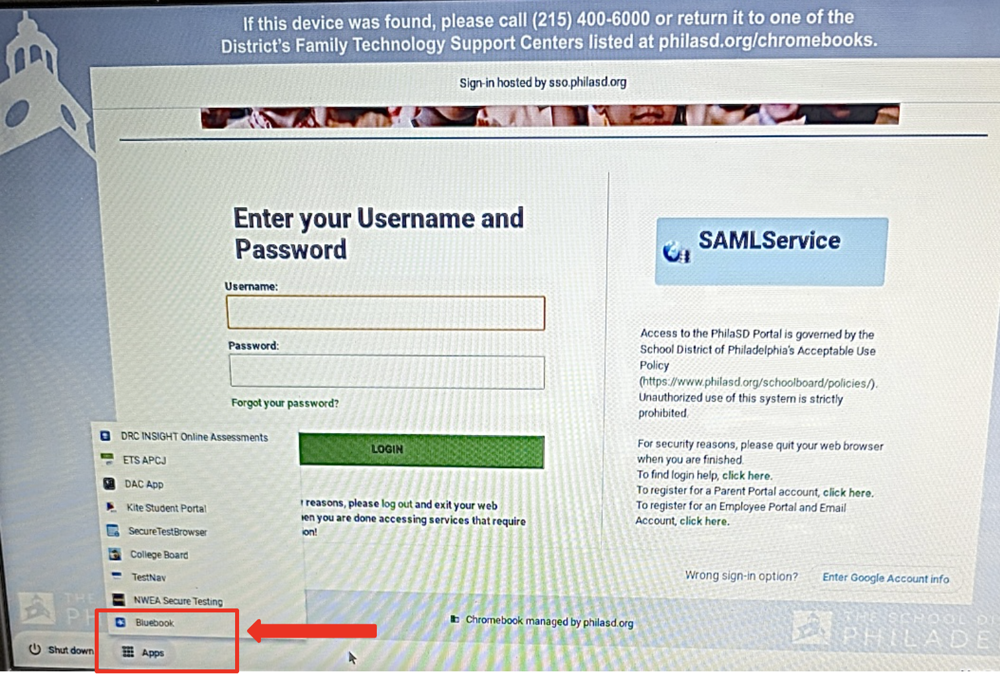 If this device was found, please call (215) 400-6000 or return it to one of the
District's Family Technology Support Centers listed at philasd.org/chromebooks.
Sign-in hosted by sso.philasd.org
Enter your Username and
Password
Username:
Password:
Forgot your password?
LOGIN
reasons, please log out and exit your web
en you are done accessing services that require
ion!
SAMLService
Access to the PhilaSD Portal is governed by the
School District of Philadelphia's Acceptable Use
Policy
(https://www.philasd.org/schoolboard/policies/).
Unauthorized use of this system is strictly
prohibited.
For security reasons, please quit your web browser
when you are finished.
To find login help, click here.
To register for a Parent Portal account, click here.
To register for an Employee Portal and Email
Account, click here.
Wrong sign-in option? Enter Google Account info
DRC INSIGHT Online Assessments
ETS APCJ
DAC App
Kite Student Portal
SecureTestBrowser
College Board
TestNav
NWEA Secure Testing
Bluebook
Shut down
Apps
Chromebook managed by philasd.org
THE
PH
THE SCHOOL DI
PHILADE